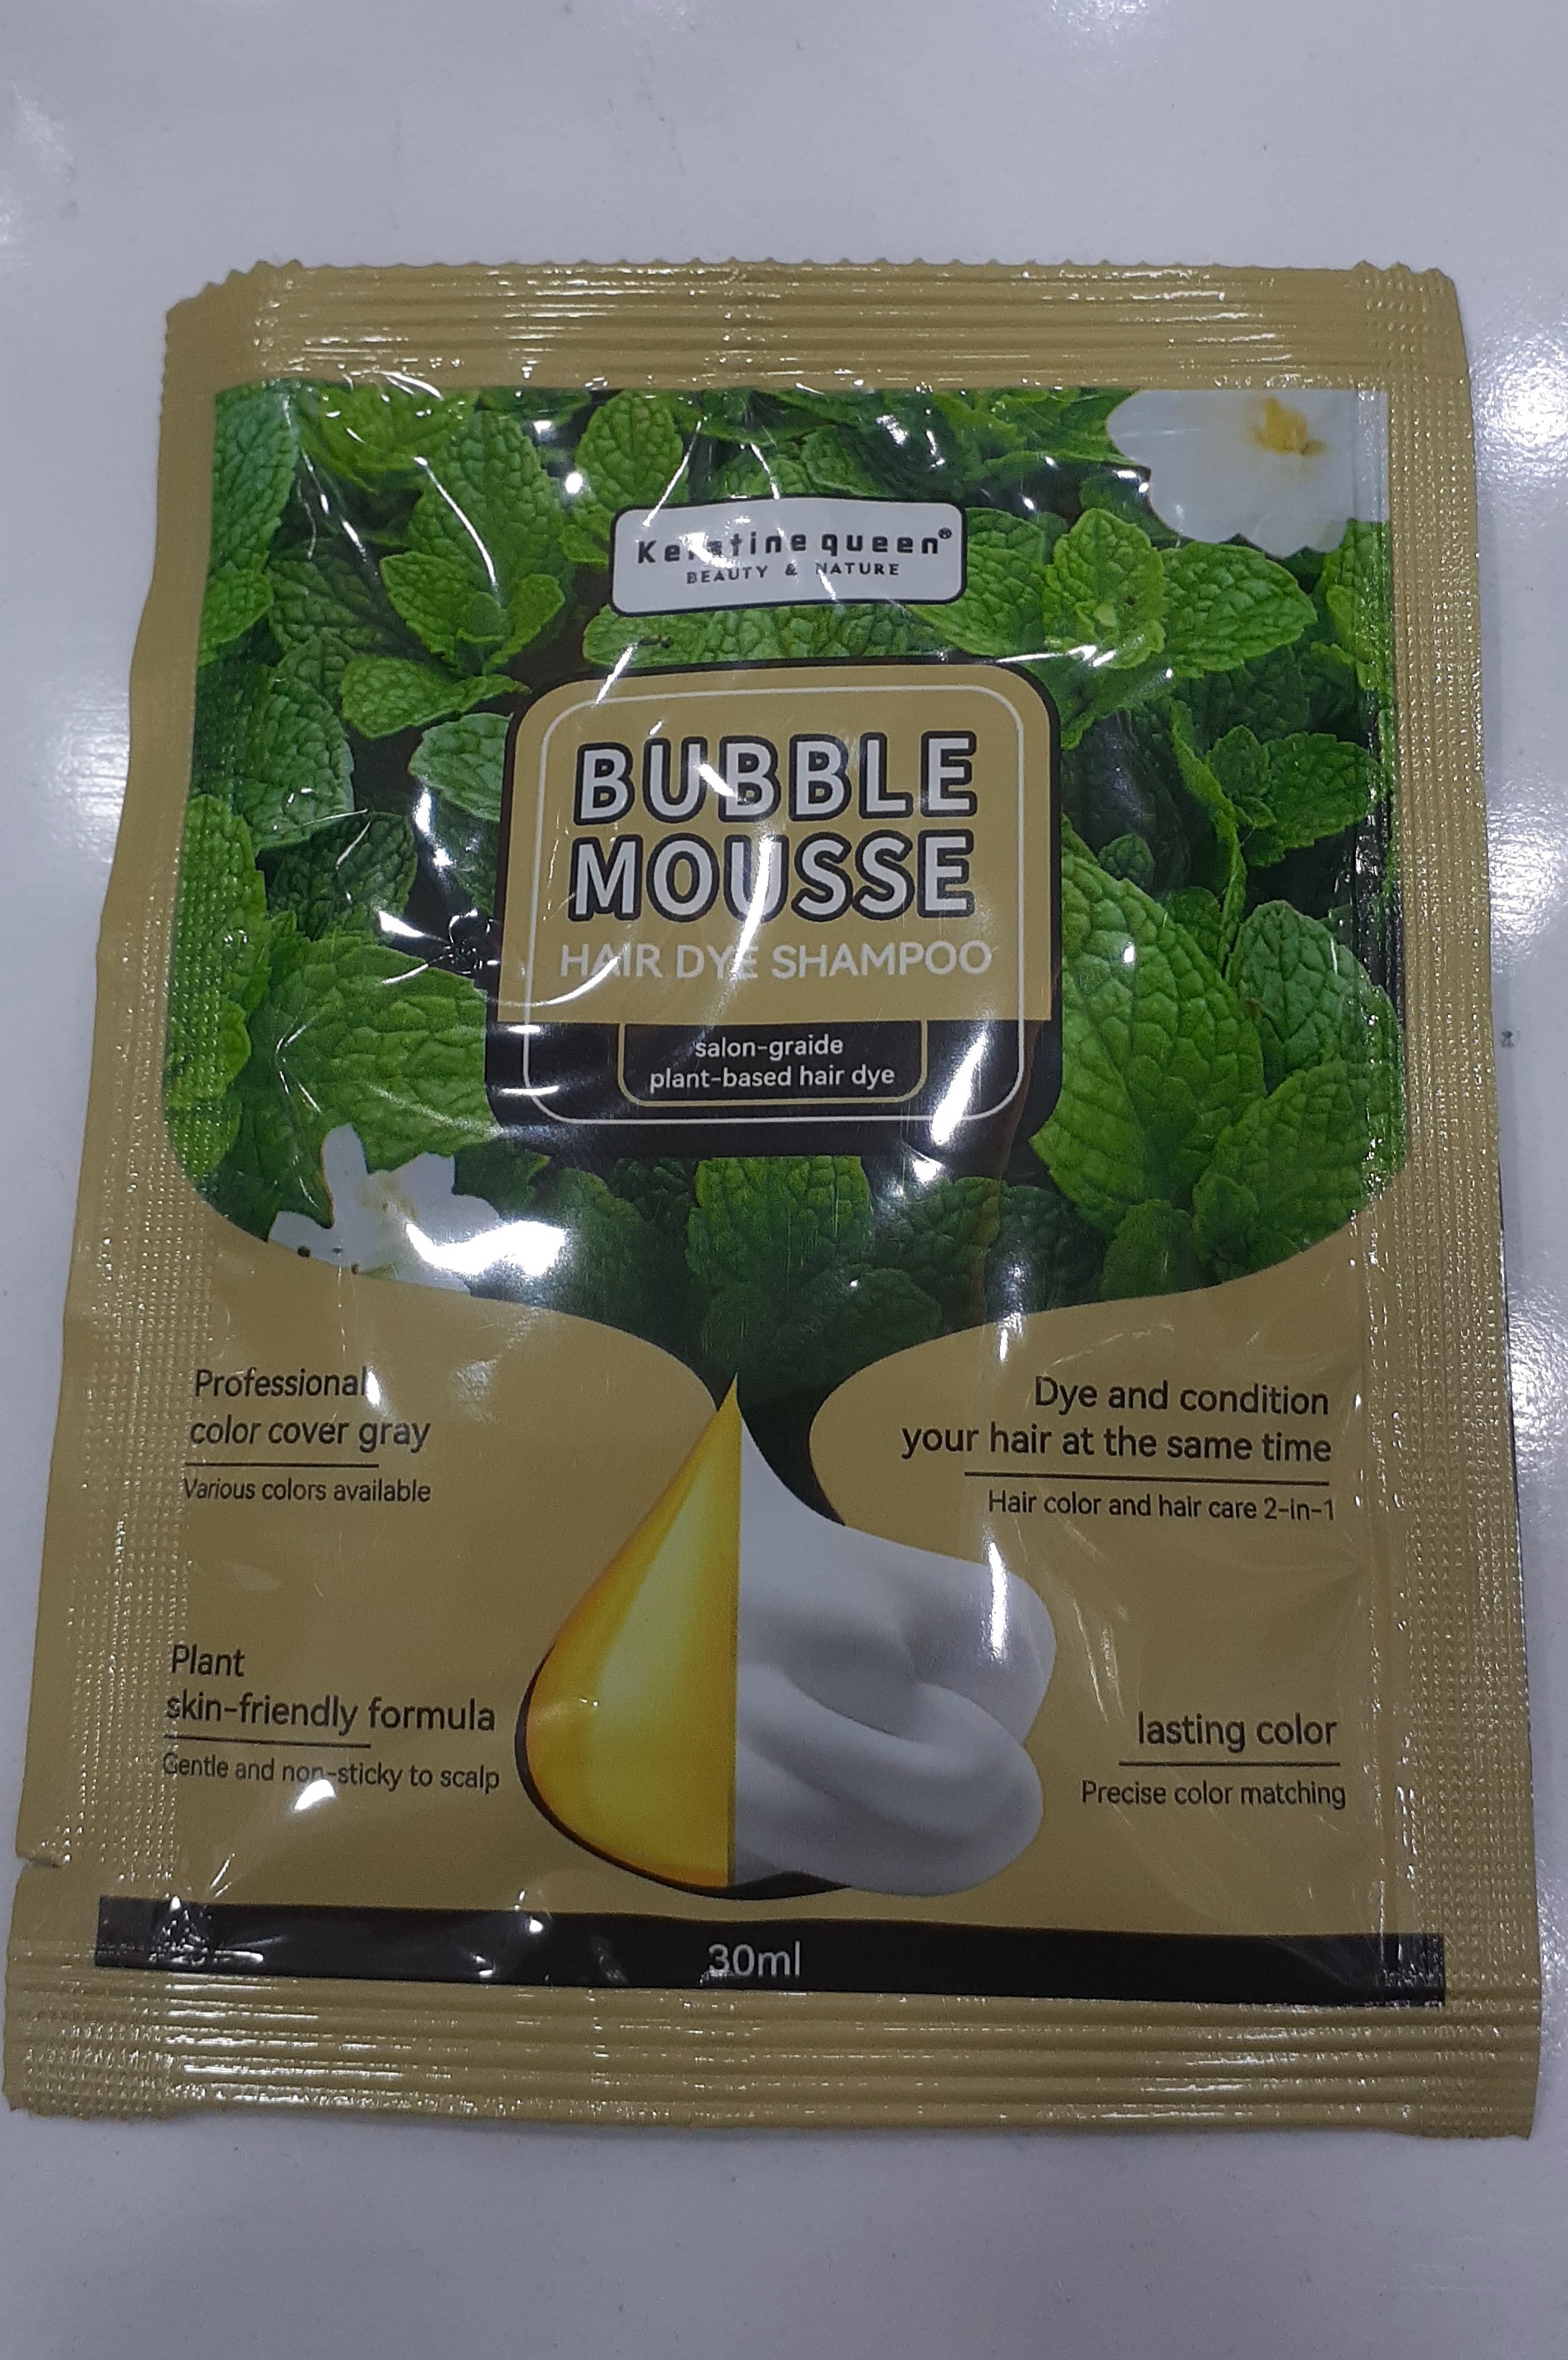 Keratine queen®
BEAUTY & NATURE
BUBBLE
MOUSSE
HAIR DYE SHAMPOO
salon-graide
plant-based hair dye
Professional
color cover gray
Various colors available
Dye and condition
your hair at the same time
Hair color and hair care 2-in-1
Plant
skin-friendly formula
Gentle and non-sticky to scalp
lasting color
Precise color matching
30ml